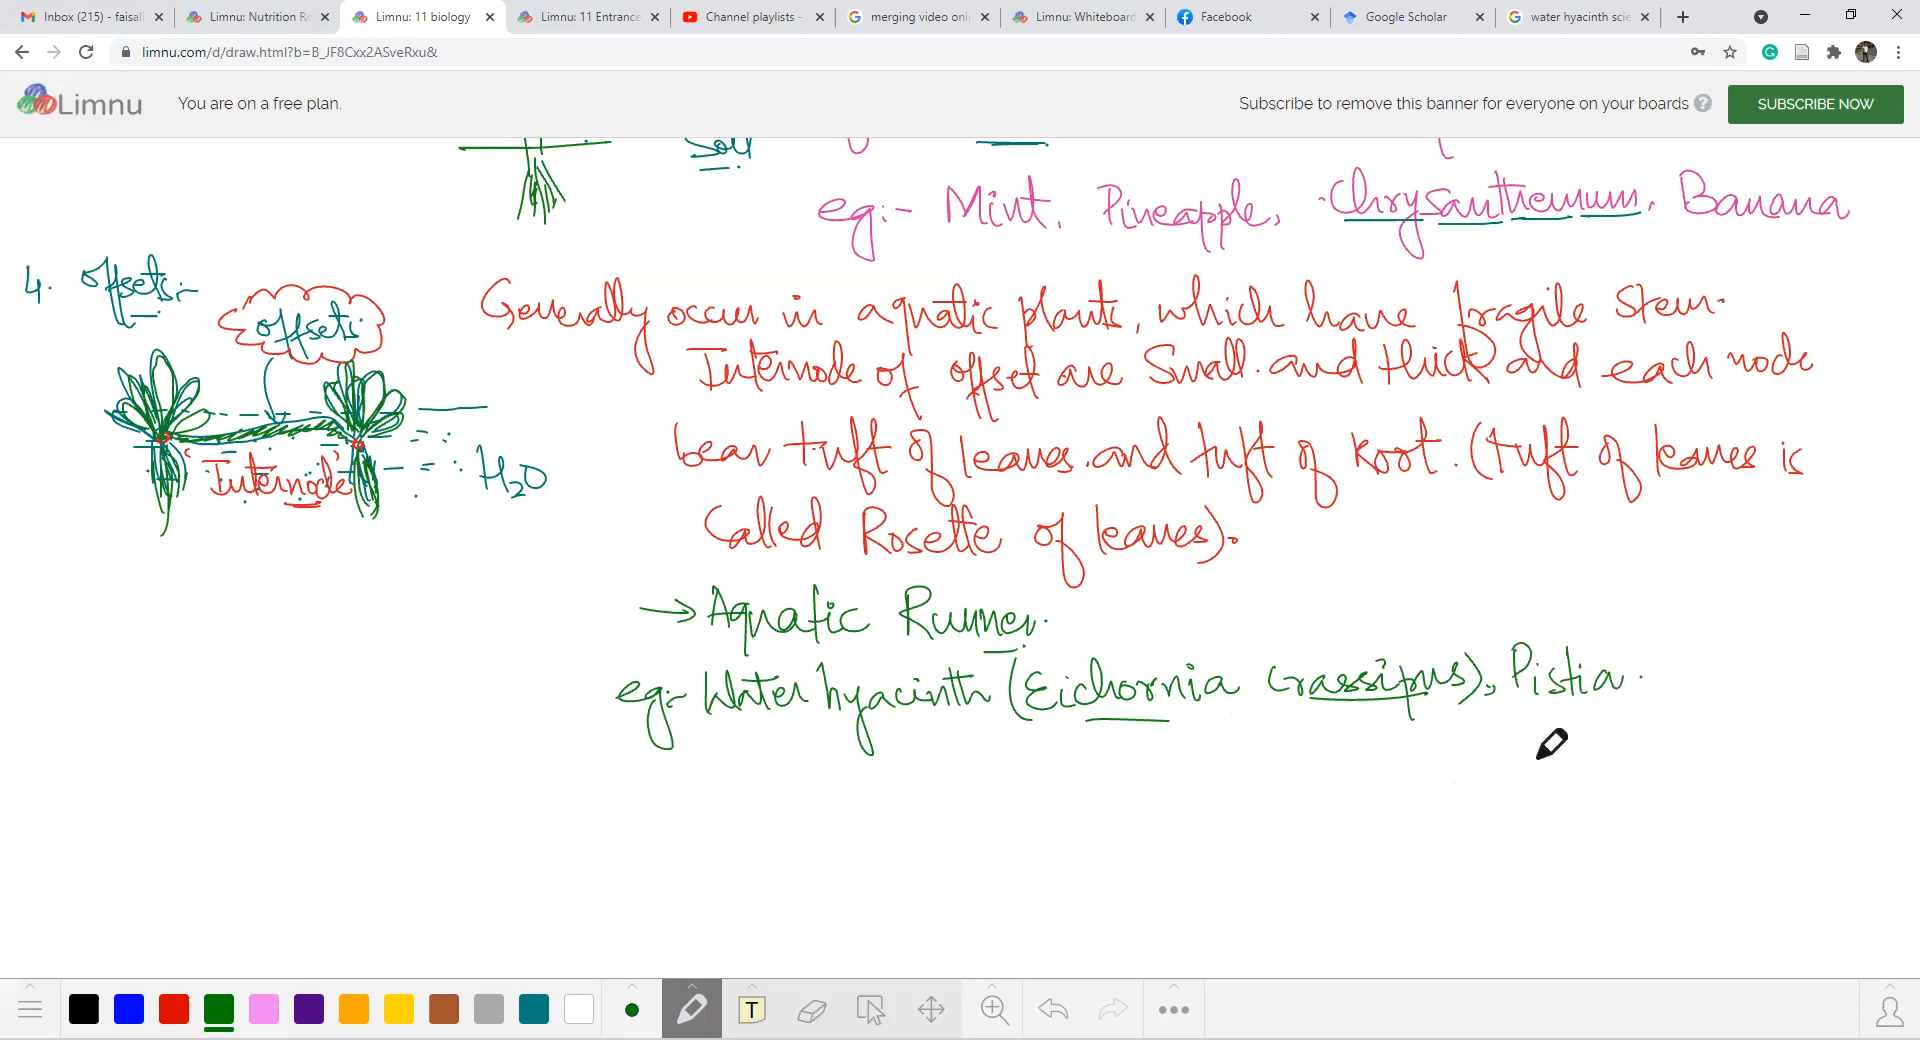 Inbox (215) - faisal
Limnu: Nutrition Re
Limnu: 11 biology
Limnu: 11 Entrance
Channel playlists -
merging video onl
Limnu: Whiteboard
Facebook
Google Scholar
water hyacinth scie
limnu.com/d/draw.html?b=B_JF8Cxx2ASveRxu&
Limnu
You are on a free plan.
Subscribe to remove this banner for everyone on your boards
SUBSCRIBE NOW
Soil
eg:- Mint, Pineapple, Chrysanthemum, Banana
4. Offsets:-
offsets
Internode
H2O
Generally occur in aquatic plants, which have fragile stem.
Internode of offset are small and thick and each node
bear tuft of leaves and tuft of root. (tuft of leaves is
called Rosette of leaves).
→ Aquatic Runner.
eg:- Water hyacinth (Eichornia Crassipus), Pistia.
T